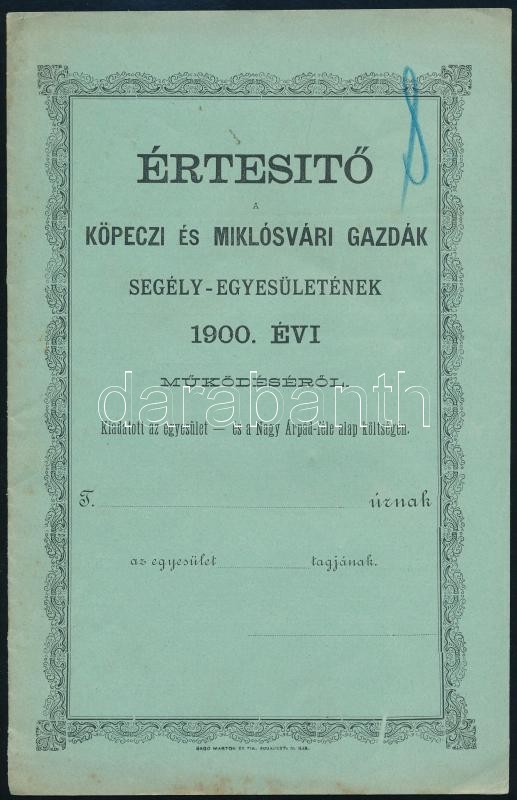 ÉRTESITŐ
A
KÖPECZI ÉS MIKLÓSVÁRI GAZDÁK
SEGÉLY-EGYESÜLETÉNEK
1900. ÉVI
MŰKÖDÉSÉRŐL.
darabanth
Kiadatott az egyesület — és a Nagy Árpád-féle alap költségén.
T. úrnak
az egyesület tagjának.